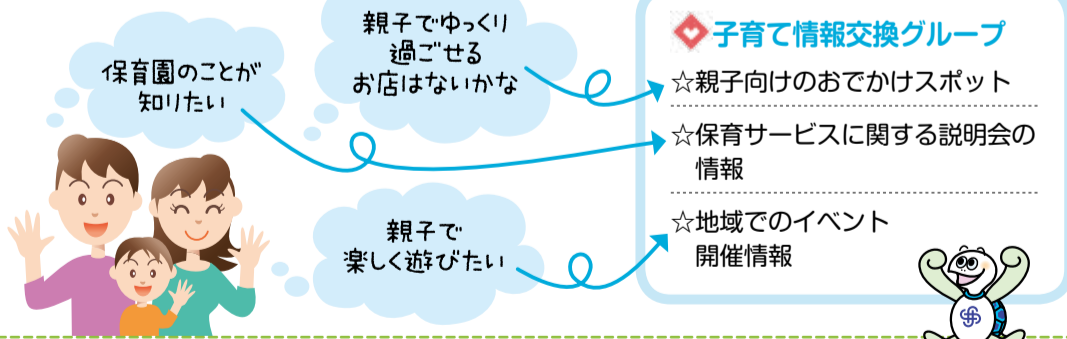 保育園のことが
知りたい
親子でゆっくり
過ごせる
お店はないかな
親子で
楽しく遊びたい
子育て情報交換グループ
☆親子向けのおでかけスポット
☆保育サービスに関する説明会の
情報
☆地域でのイベント
開催情報